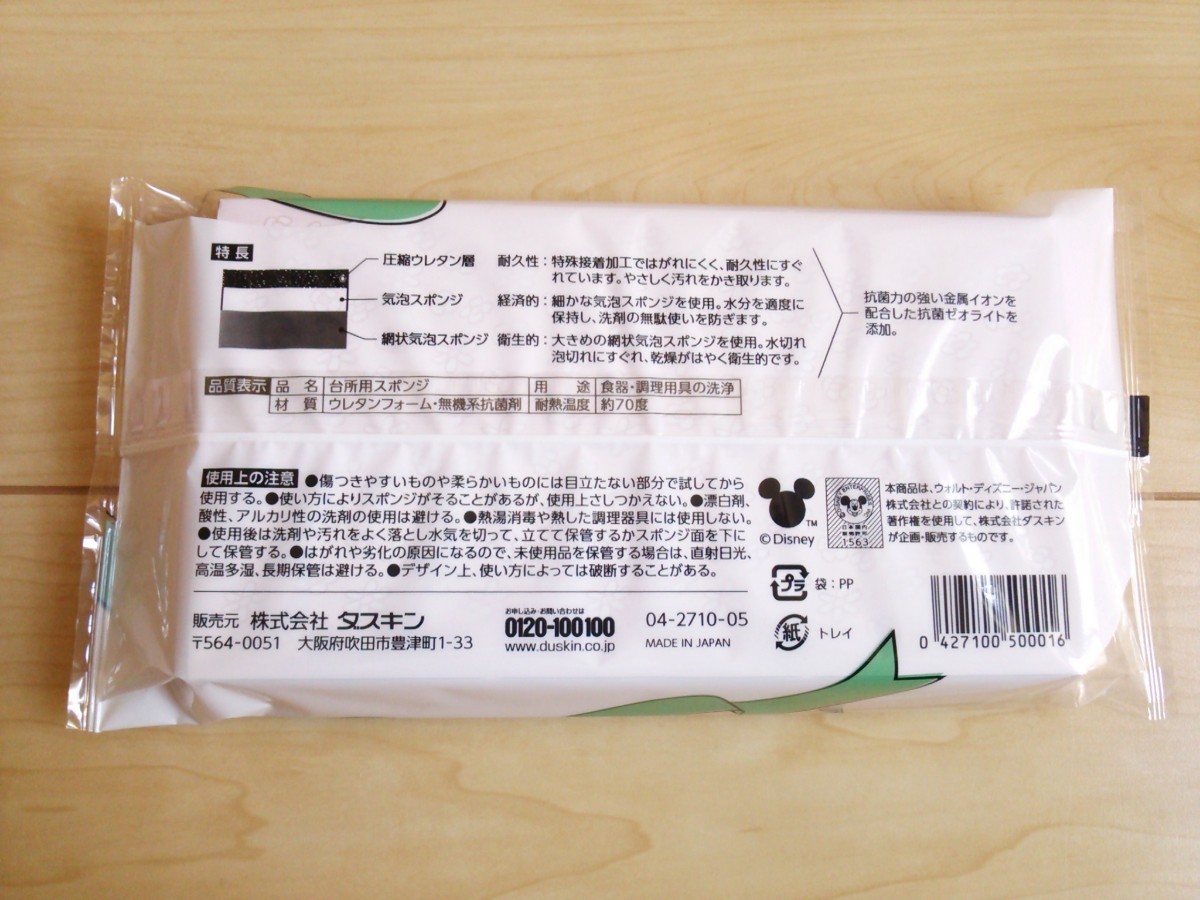 特長
圧縮ウレタン層
気泡スポンジ
網状気泡スポンジ
耐久性：特殊接着加工ではがれにくく、耐久性にすぐ
れています。やさしく汚れをかき取ります。
経済的：細かな気泡スポンジを使用。水分を適度に
保持し、洗剤の無駄使いを防ぎます。
衛生的：大きめの網状気泡スポンジを使用。水切れ
泡切れにすぐれ、乾燥がはやく衛生的です。
抗菌力の強い金属イオンを
配合した抗菌ゼオライトを
添加。
品質表示 品名 台所用スポンジ 用途 食器・調理用具の洗浄
材質 ウレタンフォーム・無機系抗菌剤 耐熱温度 約70度
使用上の注意 ●傷つきやすいものや柔らかいものには目立たない部分で試してから
使用する。●使い方によりスポンジがそることがあるが、使用上さしつかえない。●漂白剤、
酸性、アルカリ性の洗剤の使用は避ける。●熱湯消毒や熱した調理器具には使用しない。
●使用後は洗剤や汚れをよく落とし水気を切って、立てて保管するかスポンジ面を下に
して保管する。●はがれや劣化の原因になるので、未使用品を保管する場合は、直射日光、
高温多湿、長期保管は避ける。●デザイン上、使い方によっては破断することがある。
TM
©Disney
日本国内
1563
本商品は、ウォルト・ディズニー・ジャパン
株式会社との契約により、許諾された
著作権を使用して、株式会社ダスキン
が企画・販売するものです。
プラ 袋：PP
紙 トレイ
販売元 株式会社 ダスキン
〒564-0051 大阪府吹田市豊津町1-33
お申し込み・お問い合わせは
0120-100100
www.duskin.co.jp
04-2710-05
MADE IN JAPAN
0 427100 500016